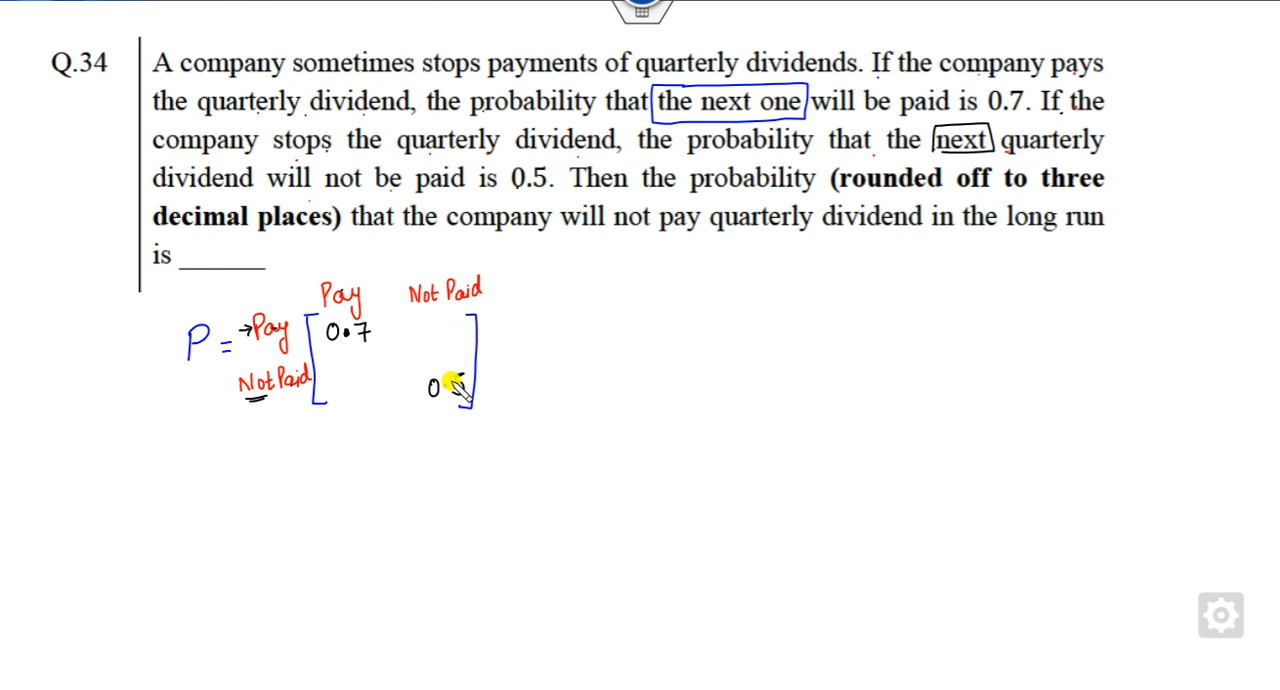 Q.34 A company sometimes stops payments of quarterly dividends. If the company pays
the quarterly dividend, the probability that the next one will be paid is 0.7. If the
company stops the quarterly dividend, the probability that the next quarterly
dividend will not be paid is 0.5. Then the probability (rounded off to three
decimal places) that the company will not pay quarterly dividend in the long run
is ______
Pay Not Paid
P = →Pay [ 0.7 ]
Not Paid 0